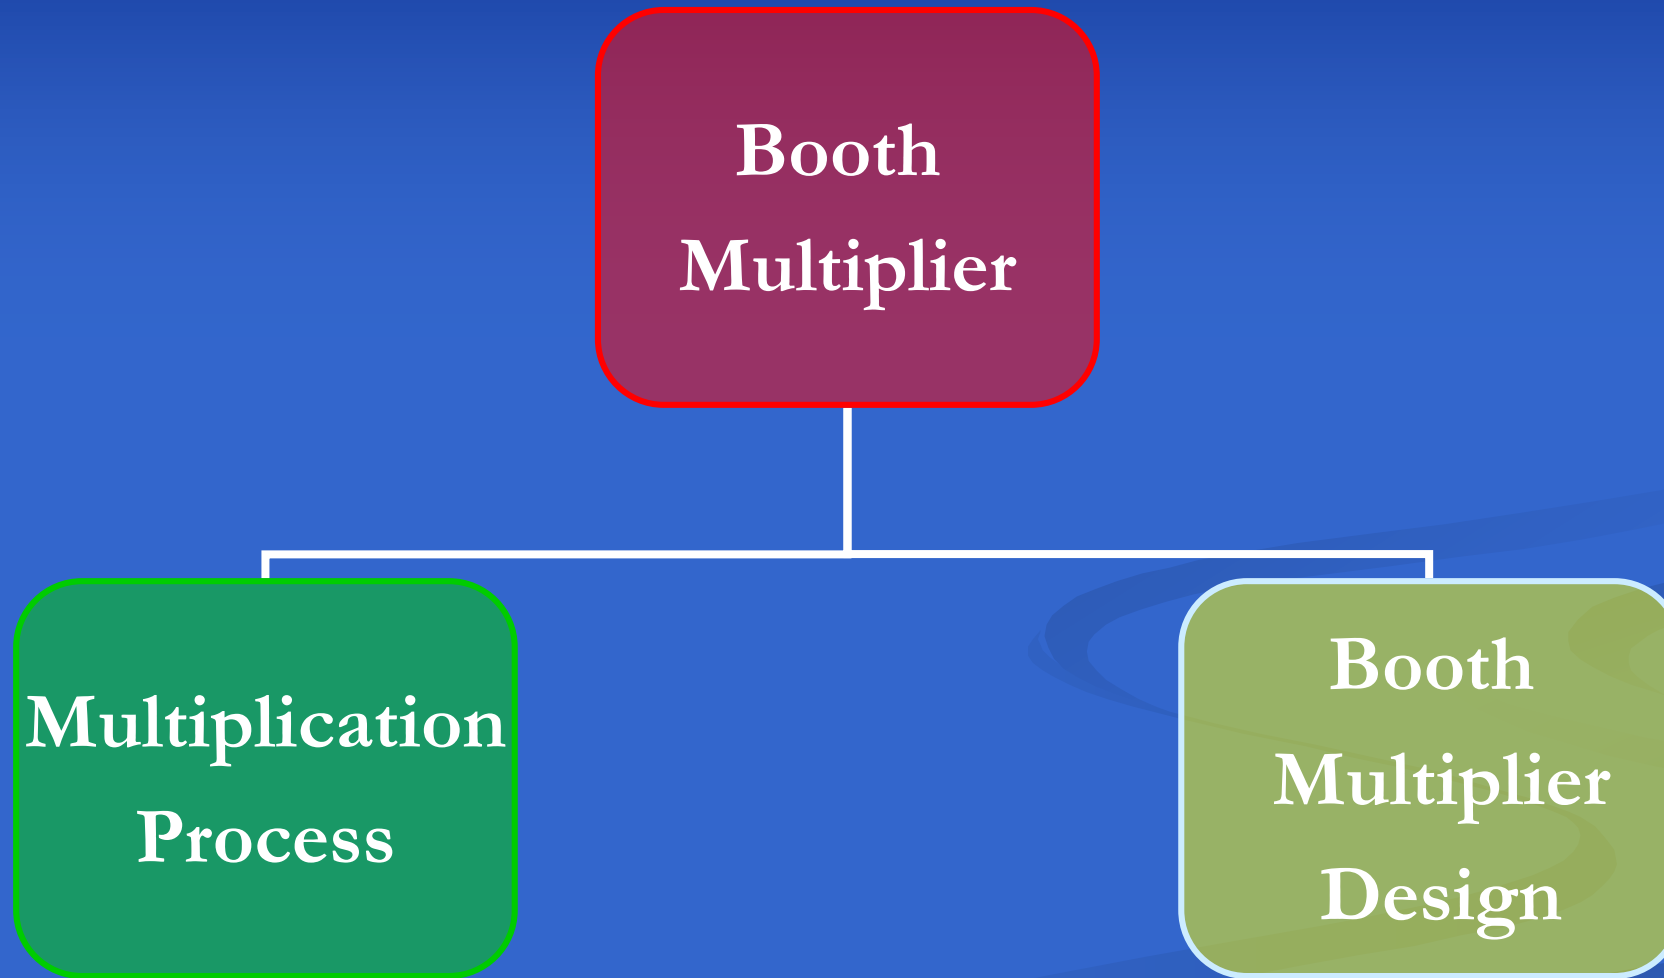 Booth
Multiplier
Multiplication
Process
Booth
Multiplier
Design